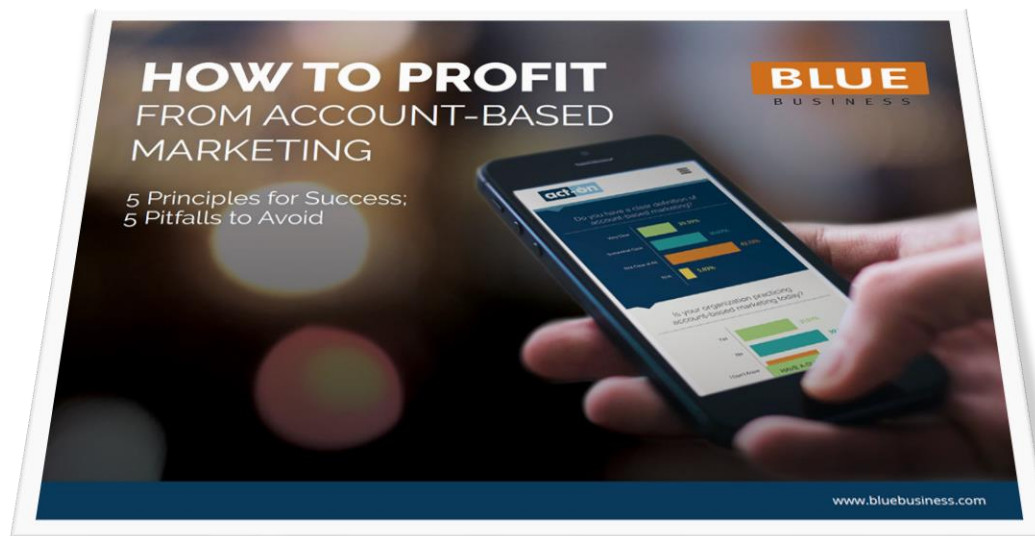 HOW TO PROFIT
FROM ACCOUNT-BASED
MARKETING
5 Principles for Success;
5 Pitfalls to Avoid
BLUE
BUSINESS
act-on
Do you have a clear definition of
account-based marketing?
Is your organization practicing
account-based marketing today?
www.bluebusiness.com